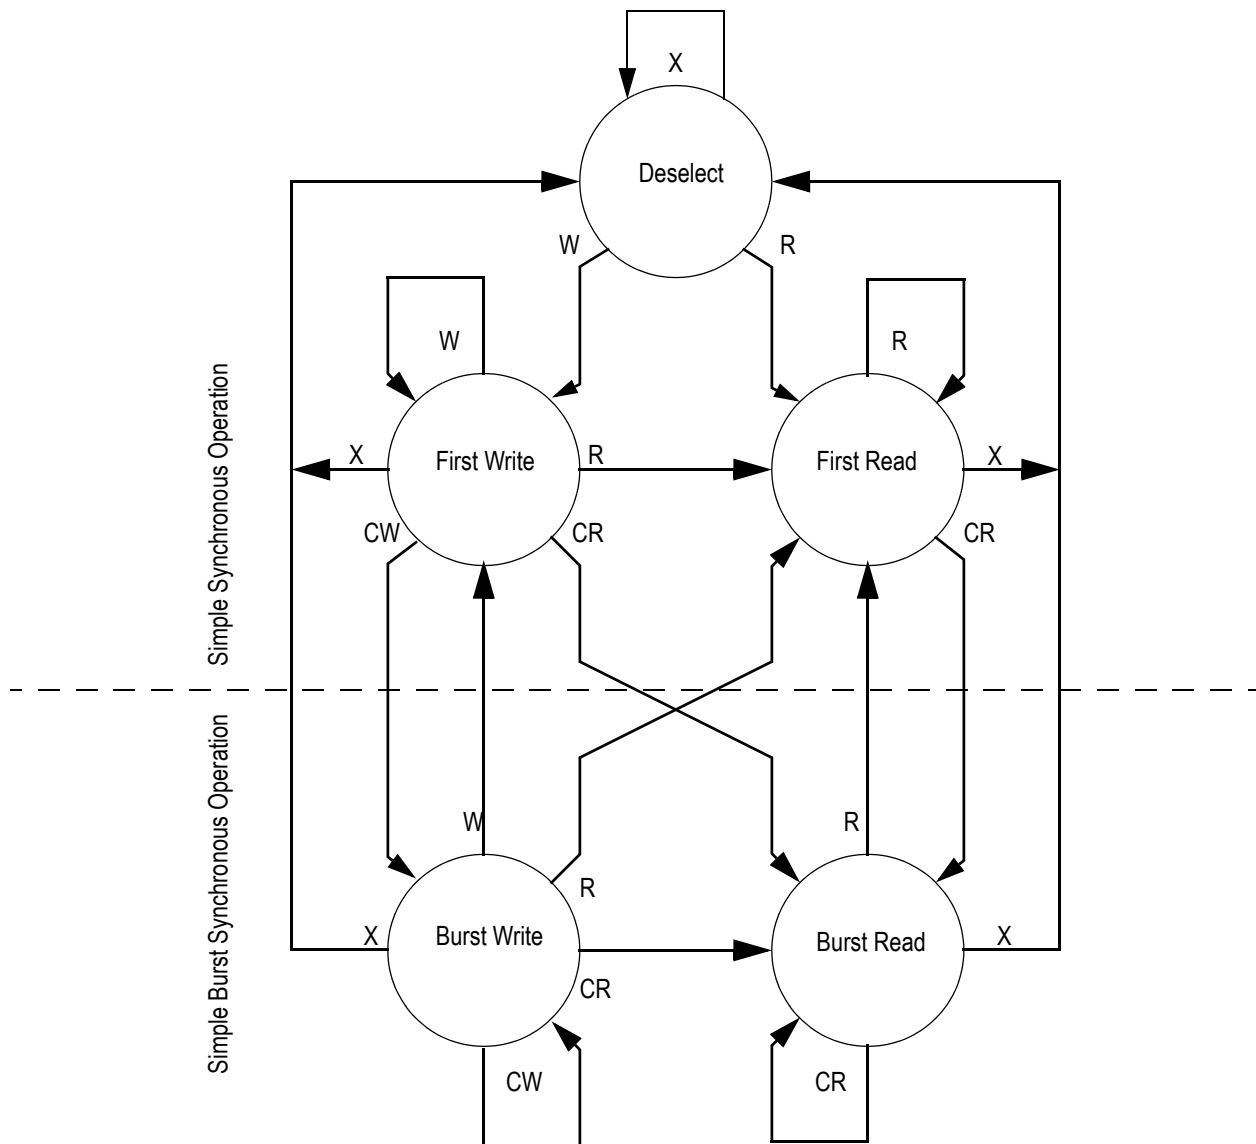 X
Deselect
W
R
W
R
Simple Synchronous Operation
X
First Write
R
First Read
X
CW
CR
CR
Simple Burst Synchronous Operation
W
R
R
X
Burst Write
Burst Read
X
CR
CW
CR